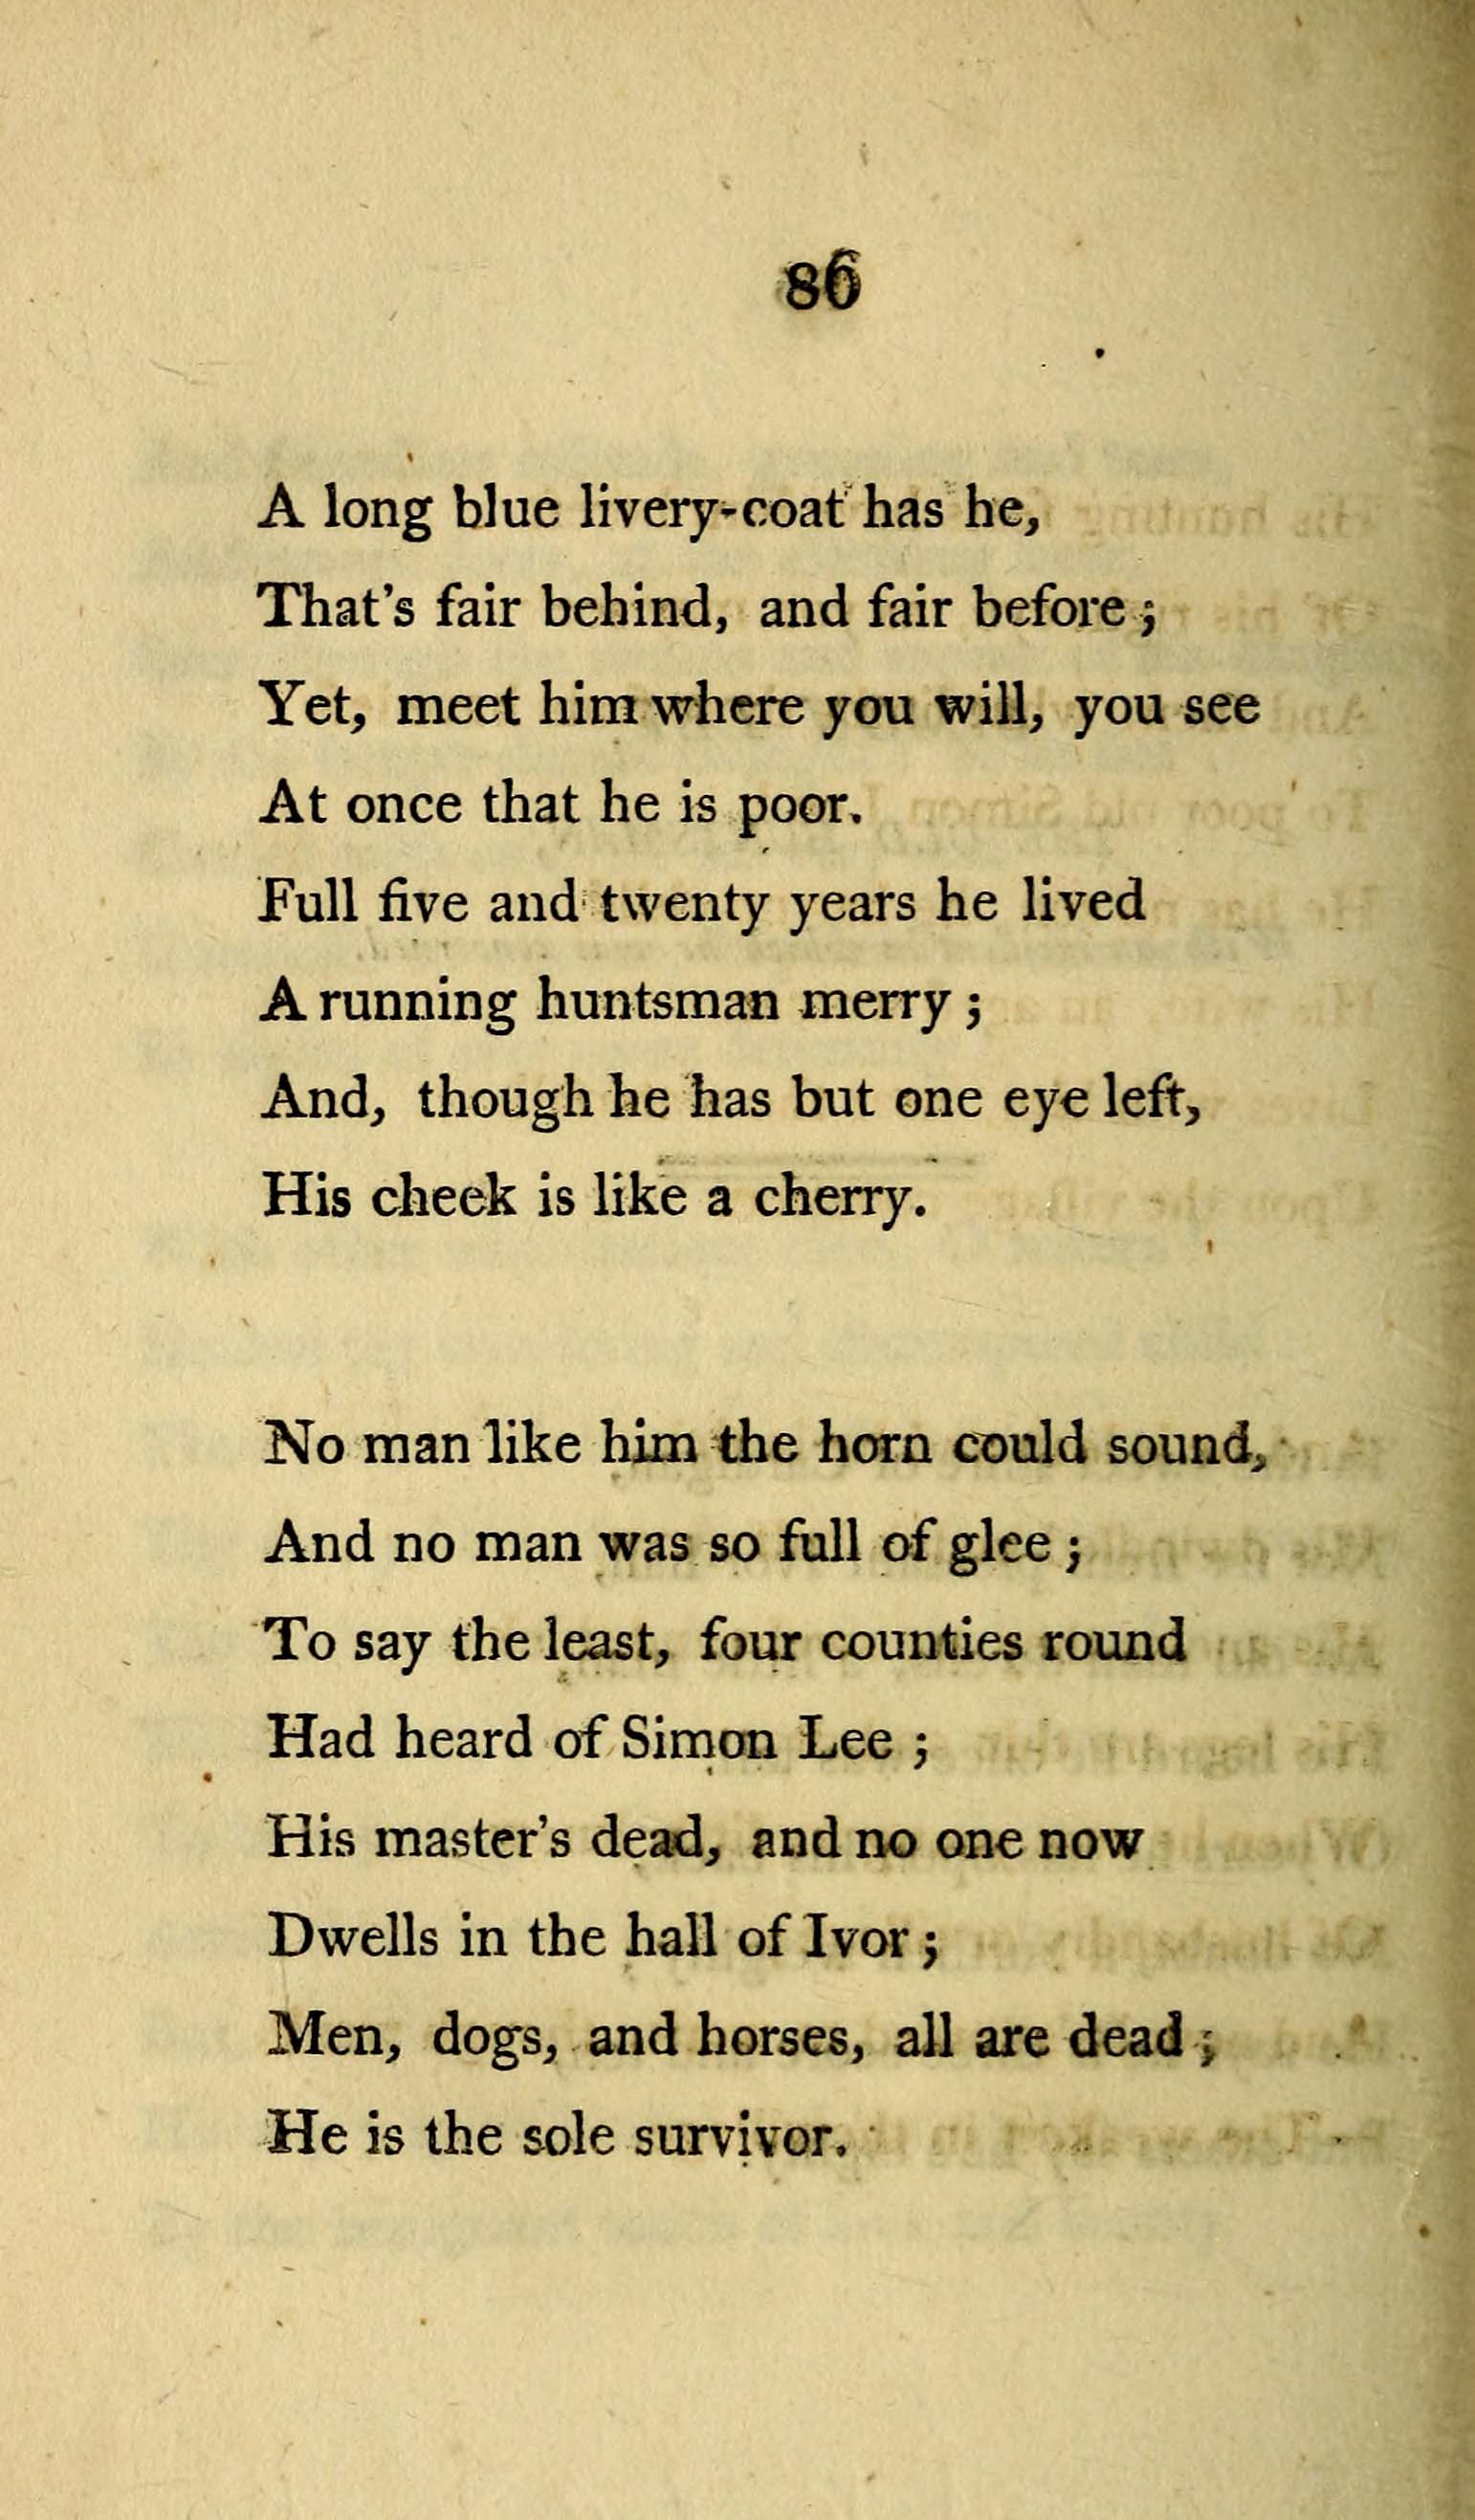 86
A long blue livery-coat has he,
That's fair behind, and fair before;
Yet, meet him where you will, you see
At once that he is poor.
Full five and twenty years he lived
A running huntsman merry;
And, though he has but one eye left,
His cheek is like a cherry.
No man like him the horn could sound,
And no man was so full of glee;
To say the least, four counties round
Had heard of Simon Lee;
His master's dead, and no one now
Dwells in the hall of Ivor;
Men, dogs, and horses, all are dead;
He is the sole survivor.